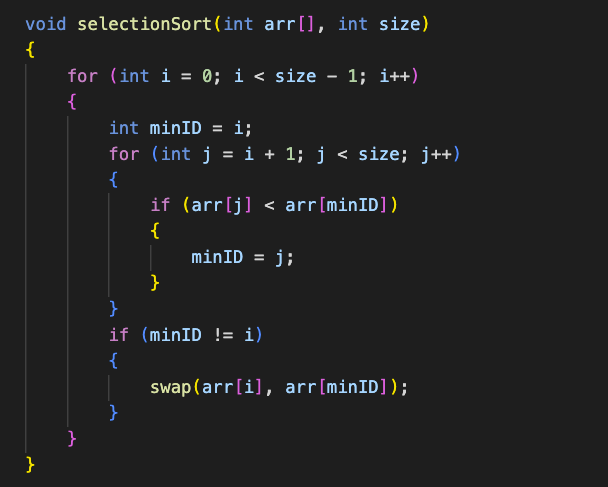 void selectionSort(int arr[], int size)
{
    for (int i = 0; i < size - 1; i++)
    {
        int minID = i;
        for (int j = i + 1; j < size; j++)
        {
            if (arr[j] < arr[minID])
            {
                minID = j;
            }
        }
        if (minID != i)
        {
            swap(arr[i], arr[minID]);
        }
    }
}